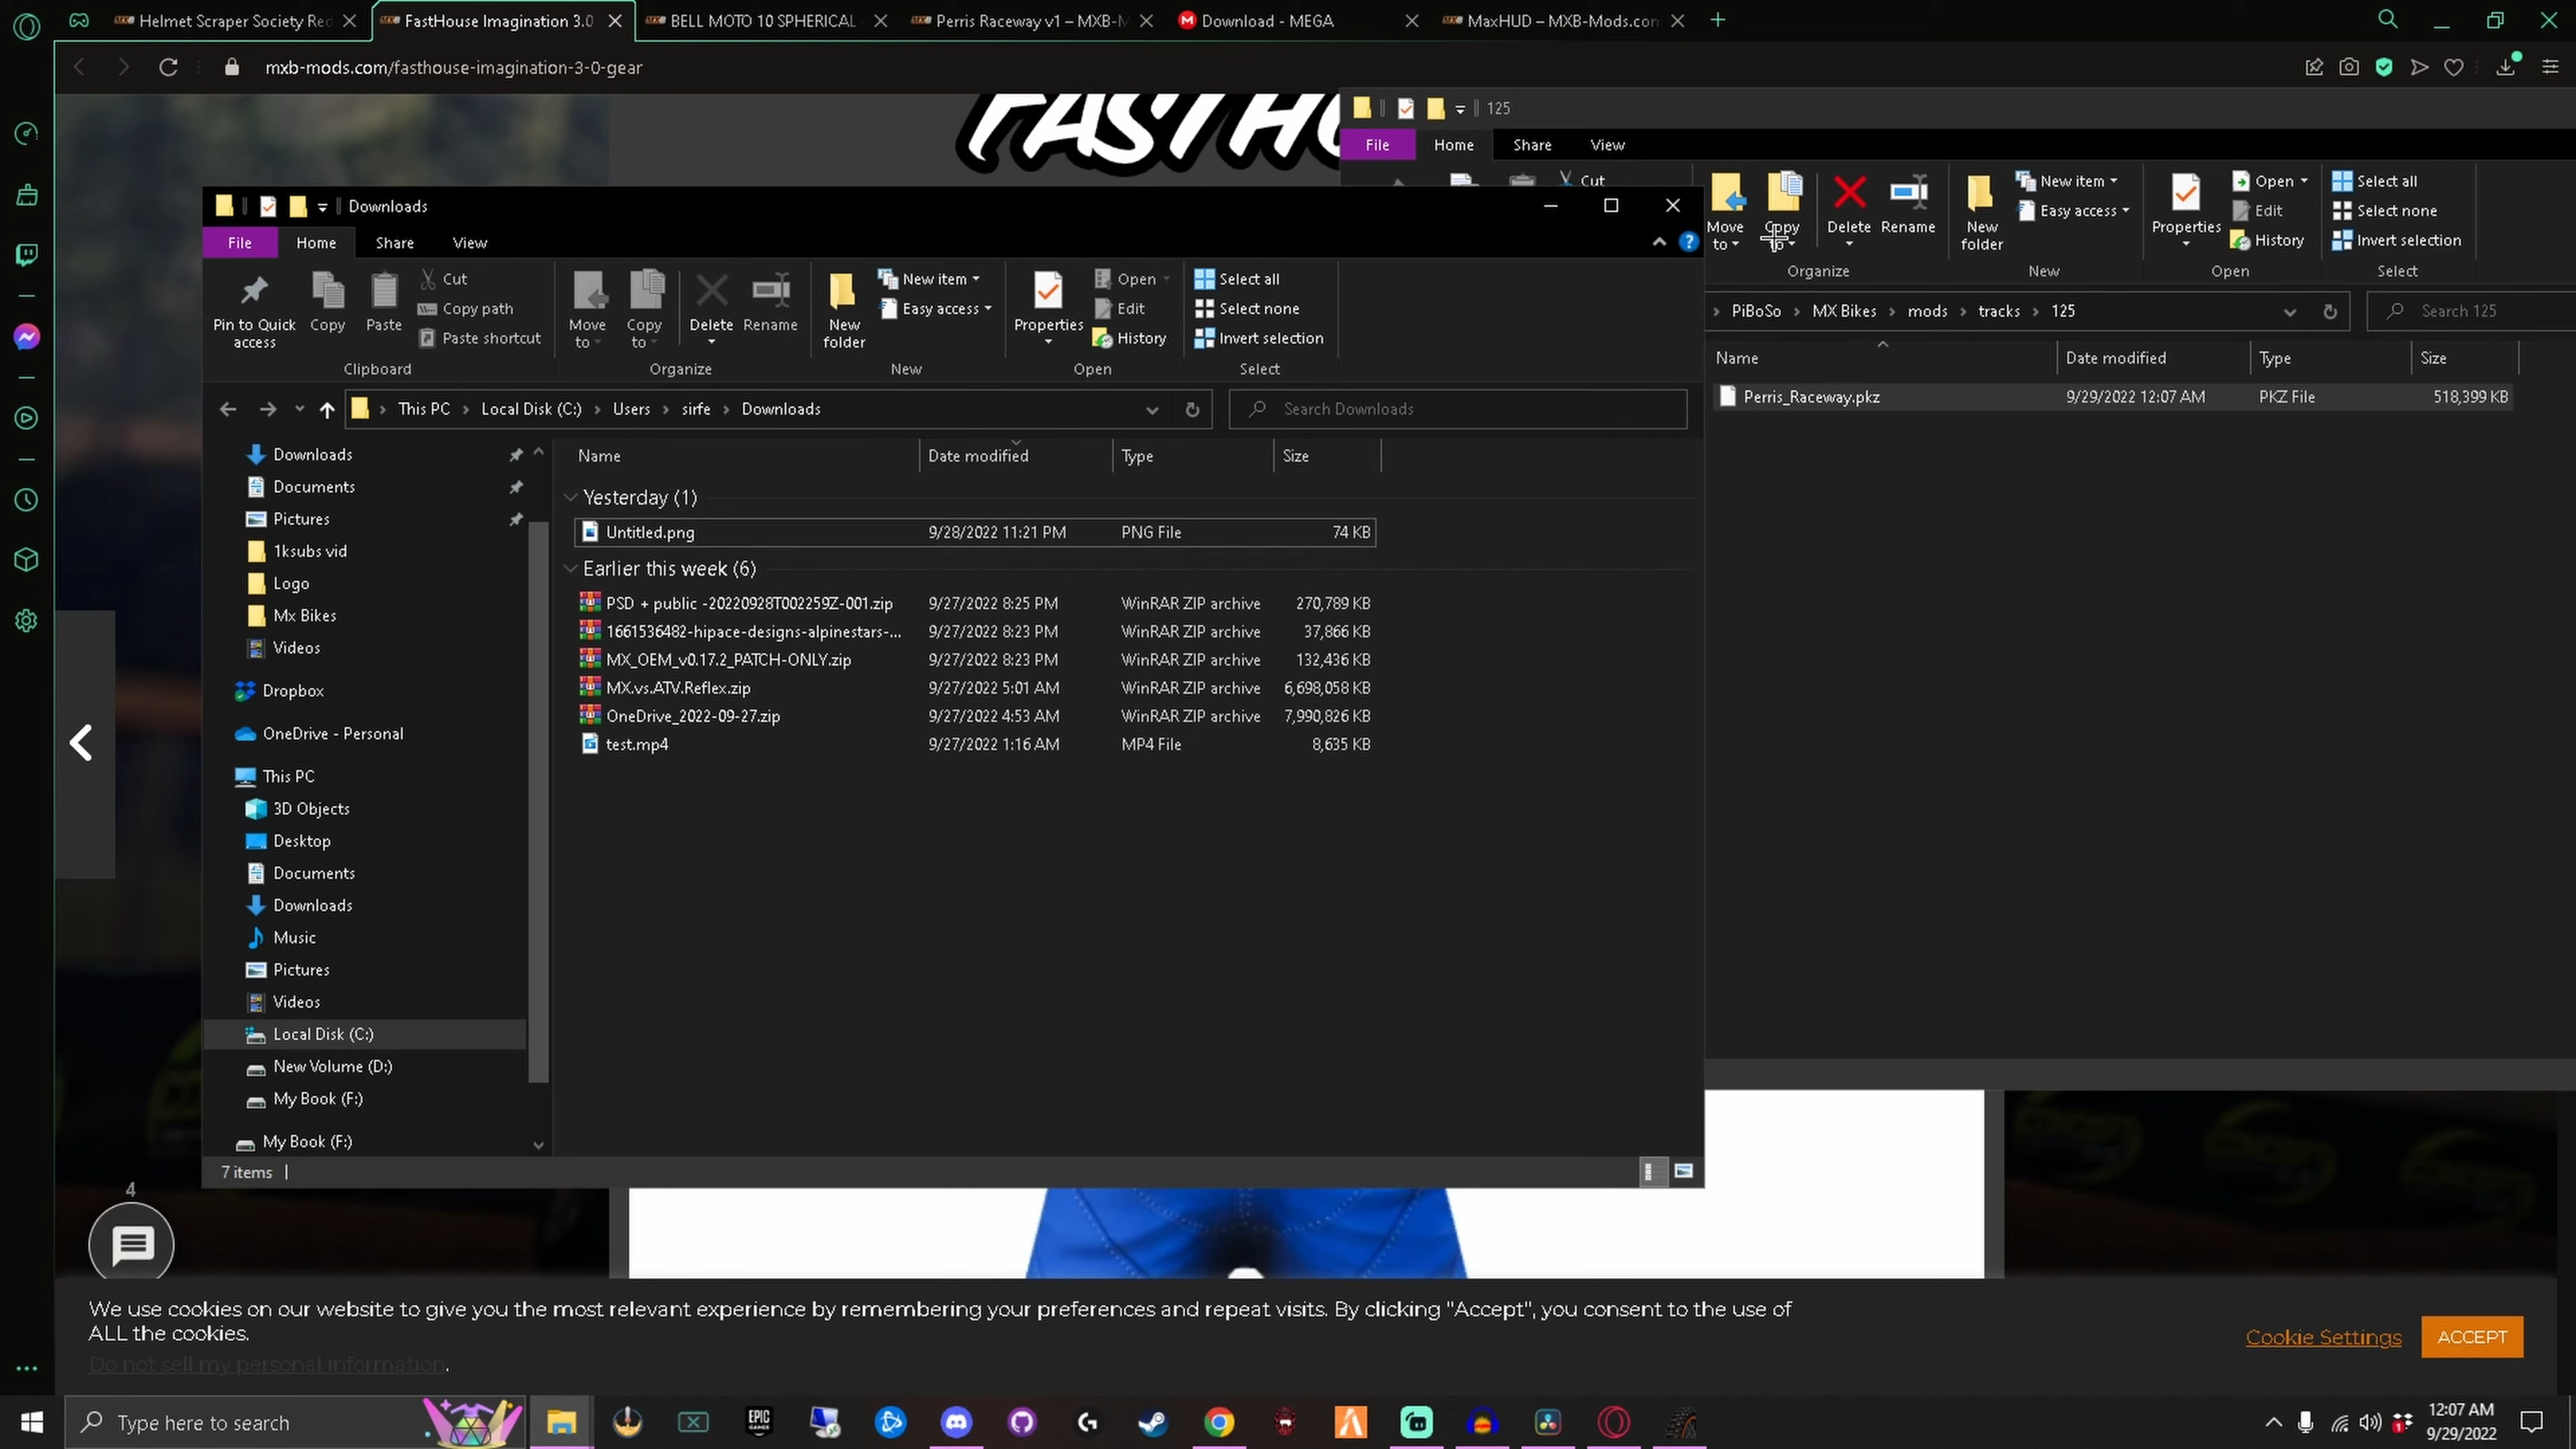 Helmet Scraper Society Red
FastHouse Imagination 3.0
BELL MOTO 10 SPHERICAL
Perris Raceway v1 – MXB-M
Download - MEGA
MaxHUD – MXB-Mods.com
mxb-mods.com/fasthouse-imagination-3-0-gear
125
File
Home
Share
View
Cut
Move to
Copy to
Delete
Rename
New folder
New item
Easy access
Properties
Open
Edit
History
Select all
Select none
Invert selection
Organize
New
Open
Select
PiBoSo
MX Bikes
mods
tracks
125
Search 125
Name
Date modified
Type
Size
Perris_Raceway.pkz
9/29/2022 12:07 AM
PKZ File
518,399 KB
Downloads
File
Home
Share
View
Pin to Quick access
Copy
Paste
Cut
Copy path
Paste shortcut
Move to
Copy to
Delete
Rename
New folder
New item
Easy access
Properties
Open
Edit
History
Select all
Select none
Invert selection
Clipboard
Organize
New
Open
Select
This PC
Local Disk (C:)
Users
sirfe
Downloads
Search Downloads
Downloads
Documents
Pictures
1ksubs vid
Logo
Mx Bikes
Videos
Dropbox
OneDrive - Personal
This PC
3D Objects
Desktop
Documents
Downloads
Music
Pictures
Videos
Local Disk (C:)
New Volume (D:)
My Book (F:)
My Book (F:)
Name
Date modified
Type
Size
Yesterday (1)
Untitled.png 9/28/2022 11:21 PM PNG File 74 KB
Earlier this week (6)
PSD + public -20220928T002259Z-001.zip 9/27/2022 8:25 PM WinRAR ZIP archive 270,789 KB
1661536482-hipace-designs-alpinestars-... 9/27/2022 8:23 PM WinRAR ZIP archive 37,866 KB
MX_OEM_v0.17.2_PATCH-ONLY.zip 9/27/2022 8:23 PM WinRAR ZIP archive 132,436 KB
MX.vs.ATV.Reflex.zip 9/27/2022 5:01 AM WinRAR ZIP archive 6,698,058 KB
OneDrive_2022-09-27.zip 9/27/2022 4:53 AM WinRAR ZIP archive 7,990,826 KB
test.mp4 9/27/2022 1:16 AM MP4 File 8,635 KB
7 items
4
We use cookies on our website to give you the most relevant experience by remembering your preferences and repeat visits. By clicking "Accept", you consent to the use of
ALL the cookies.
Do not sell my personal information.
Cookie Settings
ACCEPT
Type here to search
EPIC GAMES
12:07 AM
9/29/2022